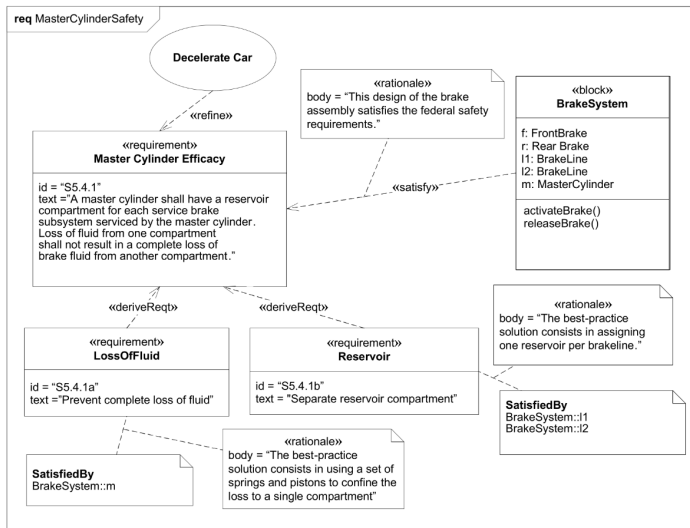 req MasterCylinderSafety
Decelerate Car
«refine»
«rationale»
body = “This design of the brake
assembly satisfies the federal safety
requirements.”
«block»
BrakeSystem
f: FrontBrake
r: Rear Brake
l1: BrakeLine
l2: BrakeLine
m: MasterCylinder
activateBrake()
releaseBrake()
«requirement»
Master Cylinder Efficacy
id = “S5.4.1”
text =“A master cylinder shall have a reservoir
compartment for each service brake
subsystem serviced by the master cylinder.
Loss of fluid from one compartment
shall not result in a complete loss of
brake fluid from another compartment.”
«satisfy»
«deriveReqt»
«deriveReqt»
«requirement»
LossOfFluid
id = “S5.4.1a”
text =“Prevent complete loss of fluid”
«requirement»
Reservoir
id = “S5.4.1b”
text = "Separate reservoir compartment”
«rationale»
body = “The best-practice
solution consists in assigning
one reservoir per brakeline.”
SatisfiedBy
BrakeSystem::l1
BrakeSystem::l2
SatisfiedBy
BrakeSystem::m
«rationale»
body = “The best-practice
solution consists in using a set of
springs and pistons to confine the
loss to a single compartment”